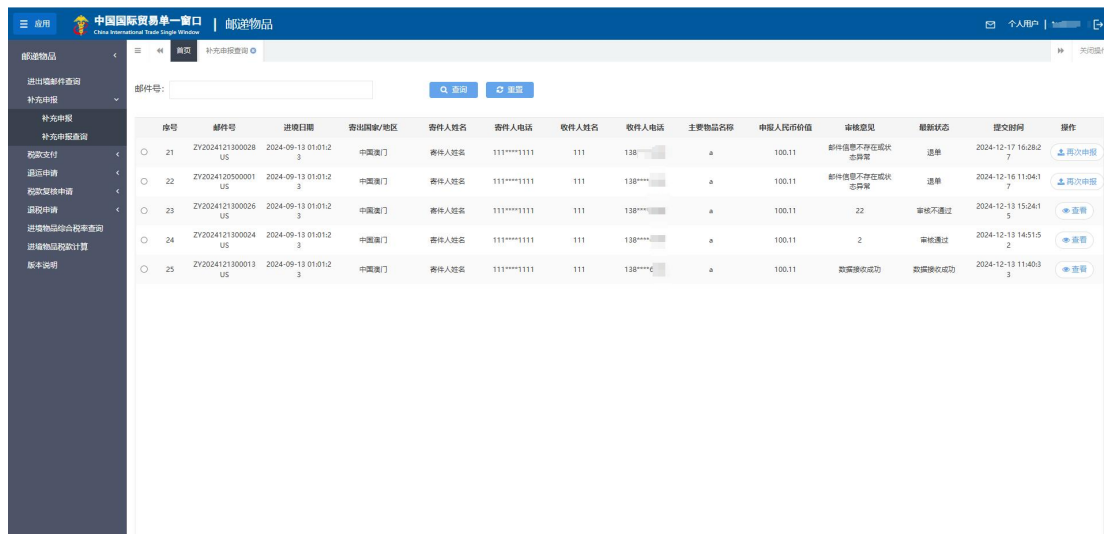 应用 中国国际贸易单一窗口 | 邮递物品 个人用户 |
China International Trade Single Window
邮递物品 首页 补充申报查询 关闭操作
进出境邮件查询
补充申报
补充申报
补充申报查询
税款支付
退运申请
税款复核申请
退税申请
进境物品综合税率查询
进境物品税款计算
版本说明
邮件号: 查询 重置
序号 邮件号 进境日期 寄出国家/地区 寄件人姓名 寄件人电话 收件人姓名 收件人电话 主要物品名称 申报人民币价值 审核意见 最新状态 提交时间 操作
21 ZY2024121300028US 2024-09-13 01:01:23 中国澳门 寄件人姓名 111****1111 111 138 a 100.11 邮件信息不存在或状态异常 退单 2024-12-17 16:28:27 再次申报
22 ZY2024120500001US 2024-09-13 01:01:23 中国澳门 寄件人姓名 111****1111 111 138**** a 100.11 邮件信息不存在或状态异常 退单 2024-12-16 11:04:17 再次申报
23 ZY2024121300026US 2024-09-13 01:01:23 中国澳门 寄件人姓名 111****1111 111 138*** a 100.11 22 审核不通过 2024-12-13 15:24:15 查看
24 ZY2024121300024US 2024-09-13 01:01:23 中国澳门 寄件人姓名 111****1111 111 138**** a 100.11 2 审核通过 2024-12-13 14:51:52 查看
25 ZY2024121300013US 2024-09-13 01:01:23 中国澳门 寄件人姓名 111****1111 111 138**** a 100.11 数据接收成功 数据接收成功 2024-12-13 11:40:33 查看